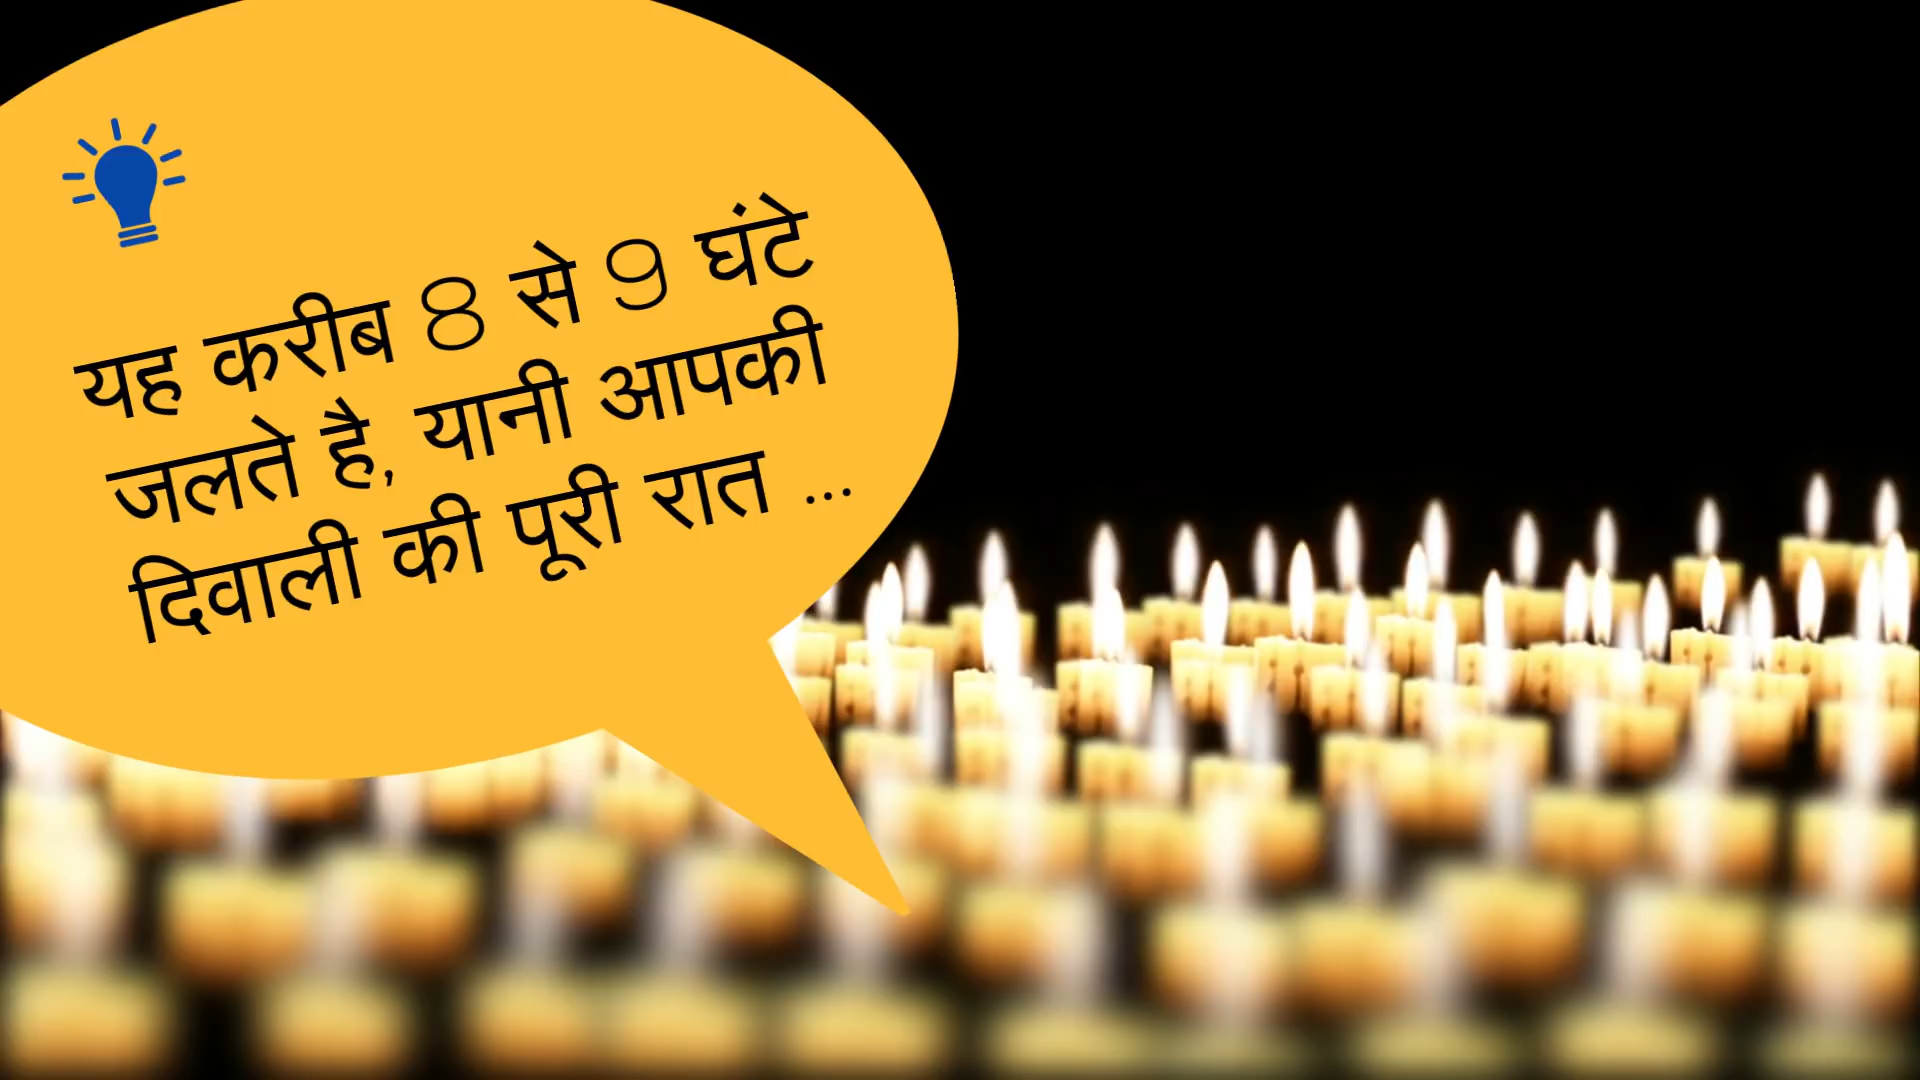 यह करीब 8 से 9 घंटे
जलते है, यानी आपकी
दिवाली की पूरी रात ...